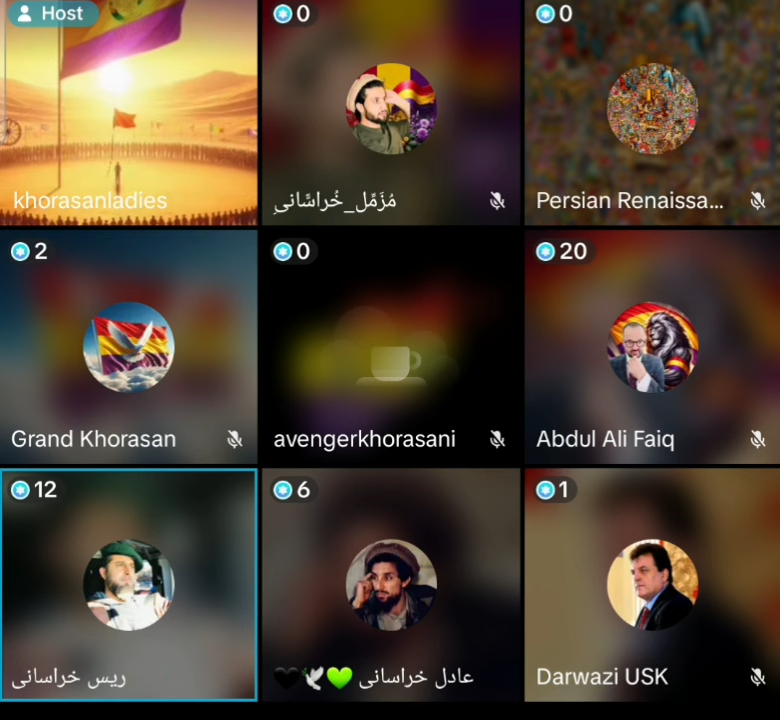 Host
khorasanladies
0
مُزَمِّل_خُراسًانیِ
0
Persian Renaissa...
2
Grand Khorasan
0
avengerkhorasani
20
Abdul Ali Faiq
12
ریس خراسانی
6
عادل خراسانی 💚🕊🖤
1
Darwazi USK